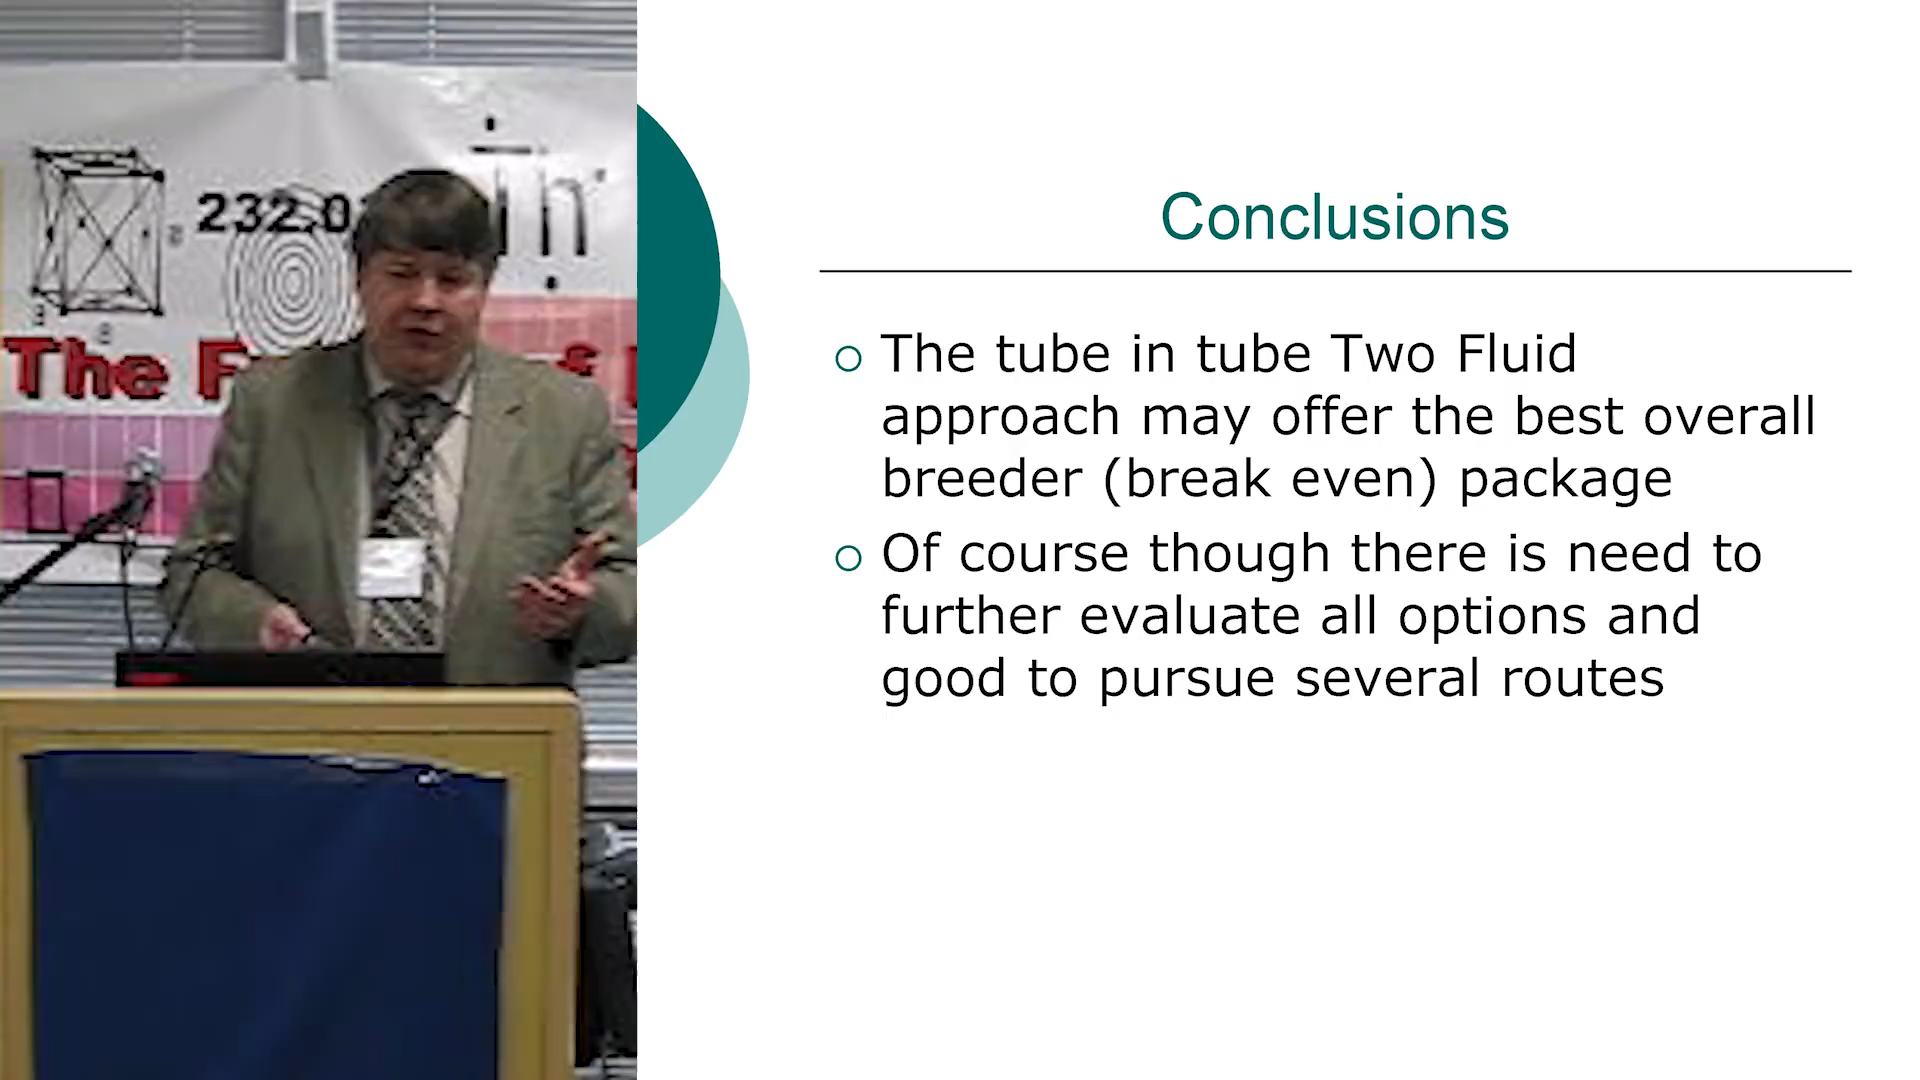 232.0
Th
The F
Conclusions
The tube in tube Two Fluid
approach may offer the best overall
breeder (break even) package
Of course though there is need to
further evaluate all options and
good to pursue several routes